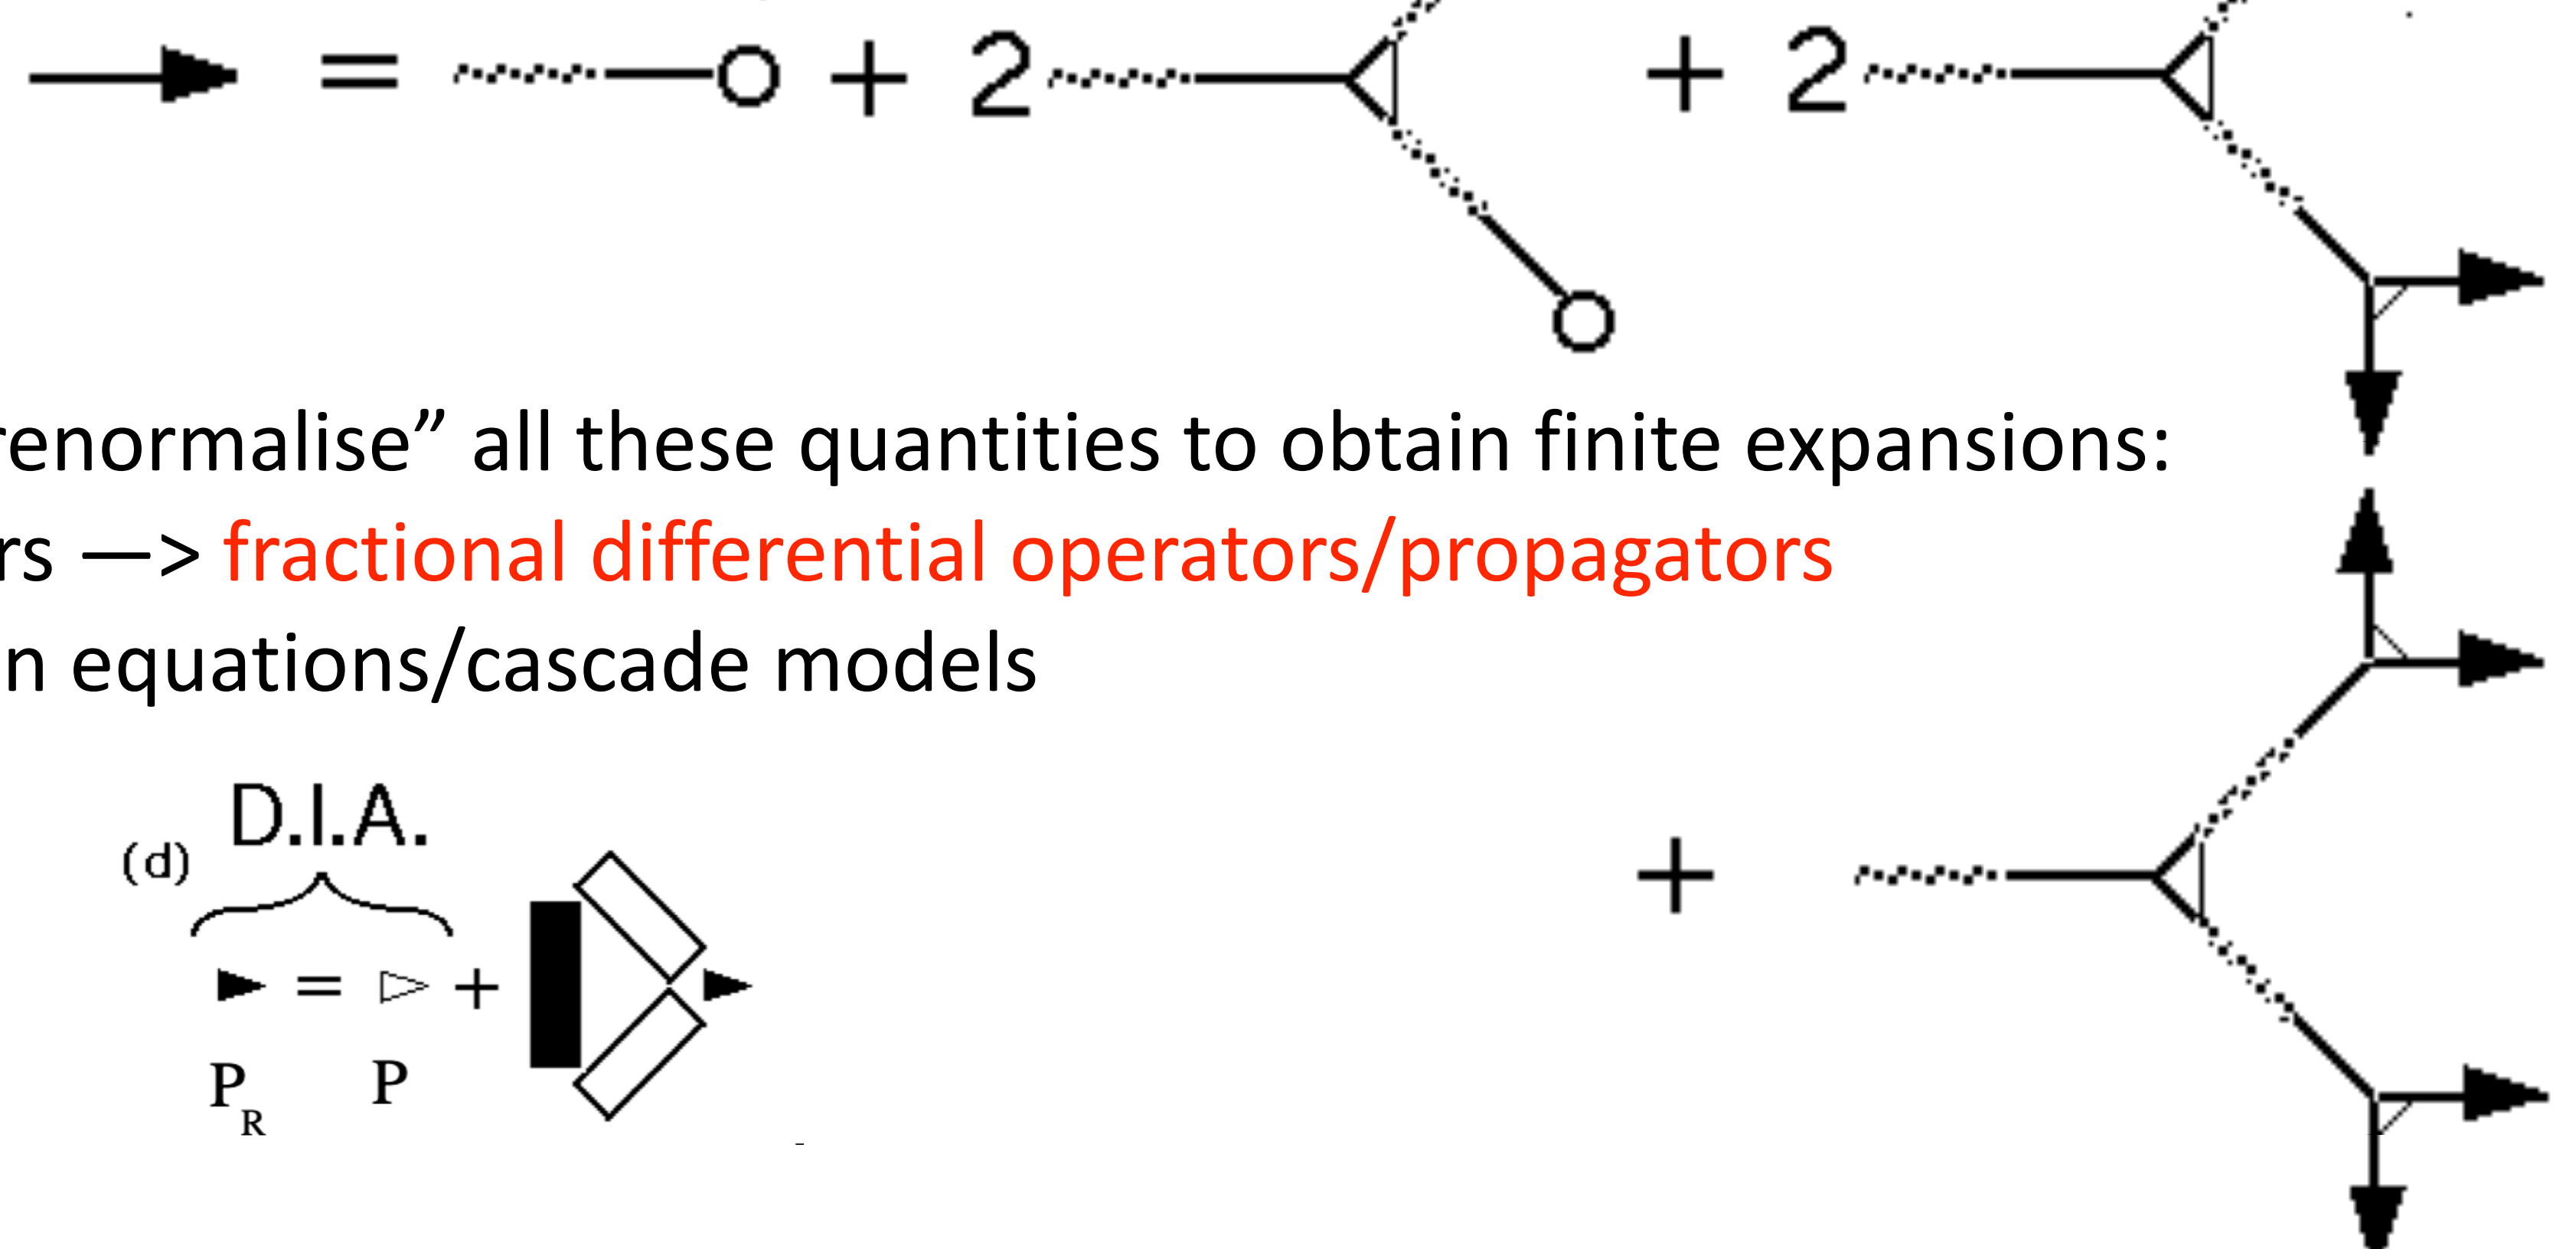 = + 2 + 2
renormalise” all these quantities to obtain finite expansions:
rs —> fractional differential operators/propagators
n equations/cascade models
+
D.I.A.
(d)
= +
P_R P